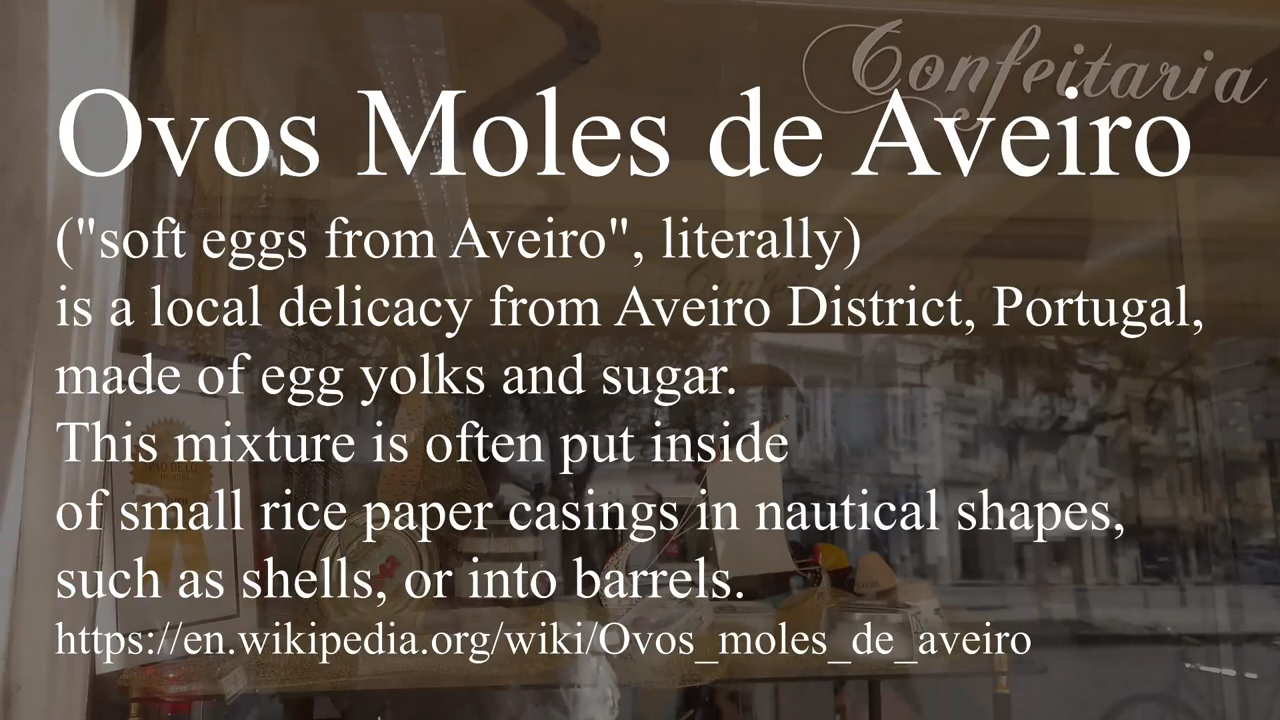 Confeitaria
Ovos Moles de Aveiro
("soft eggs from Aveiro", literally)
is a local delicacy from Aveiro District, Portugal,
made of egg yolks and sugar.
This mixture is often put inside
of small rice paper casings in nautical shapes,
such as shells, or into barrels.
https://en.wikipedia.org/wiki/Ovos_moles_de_aveiro